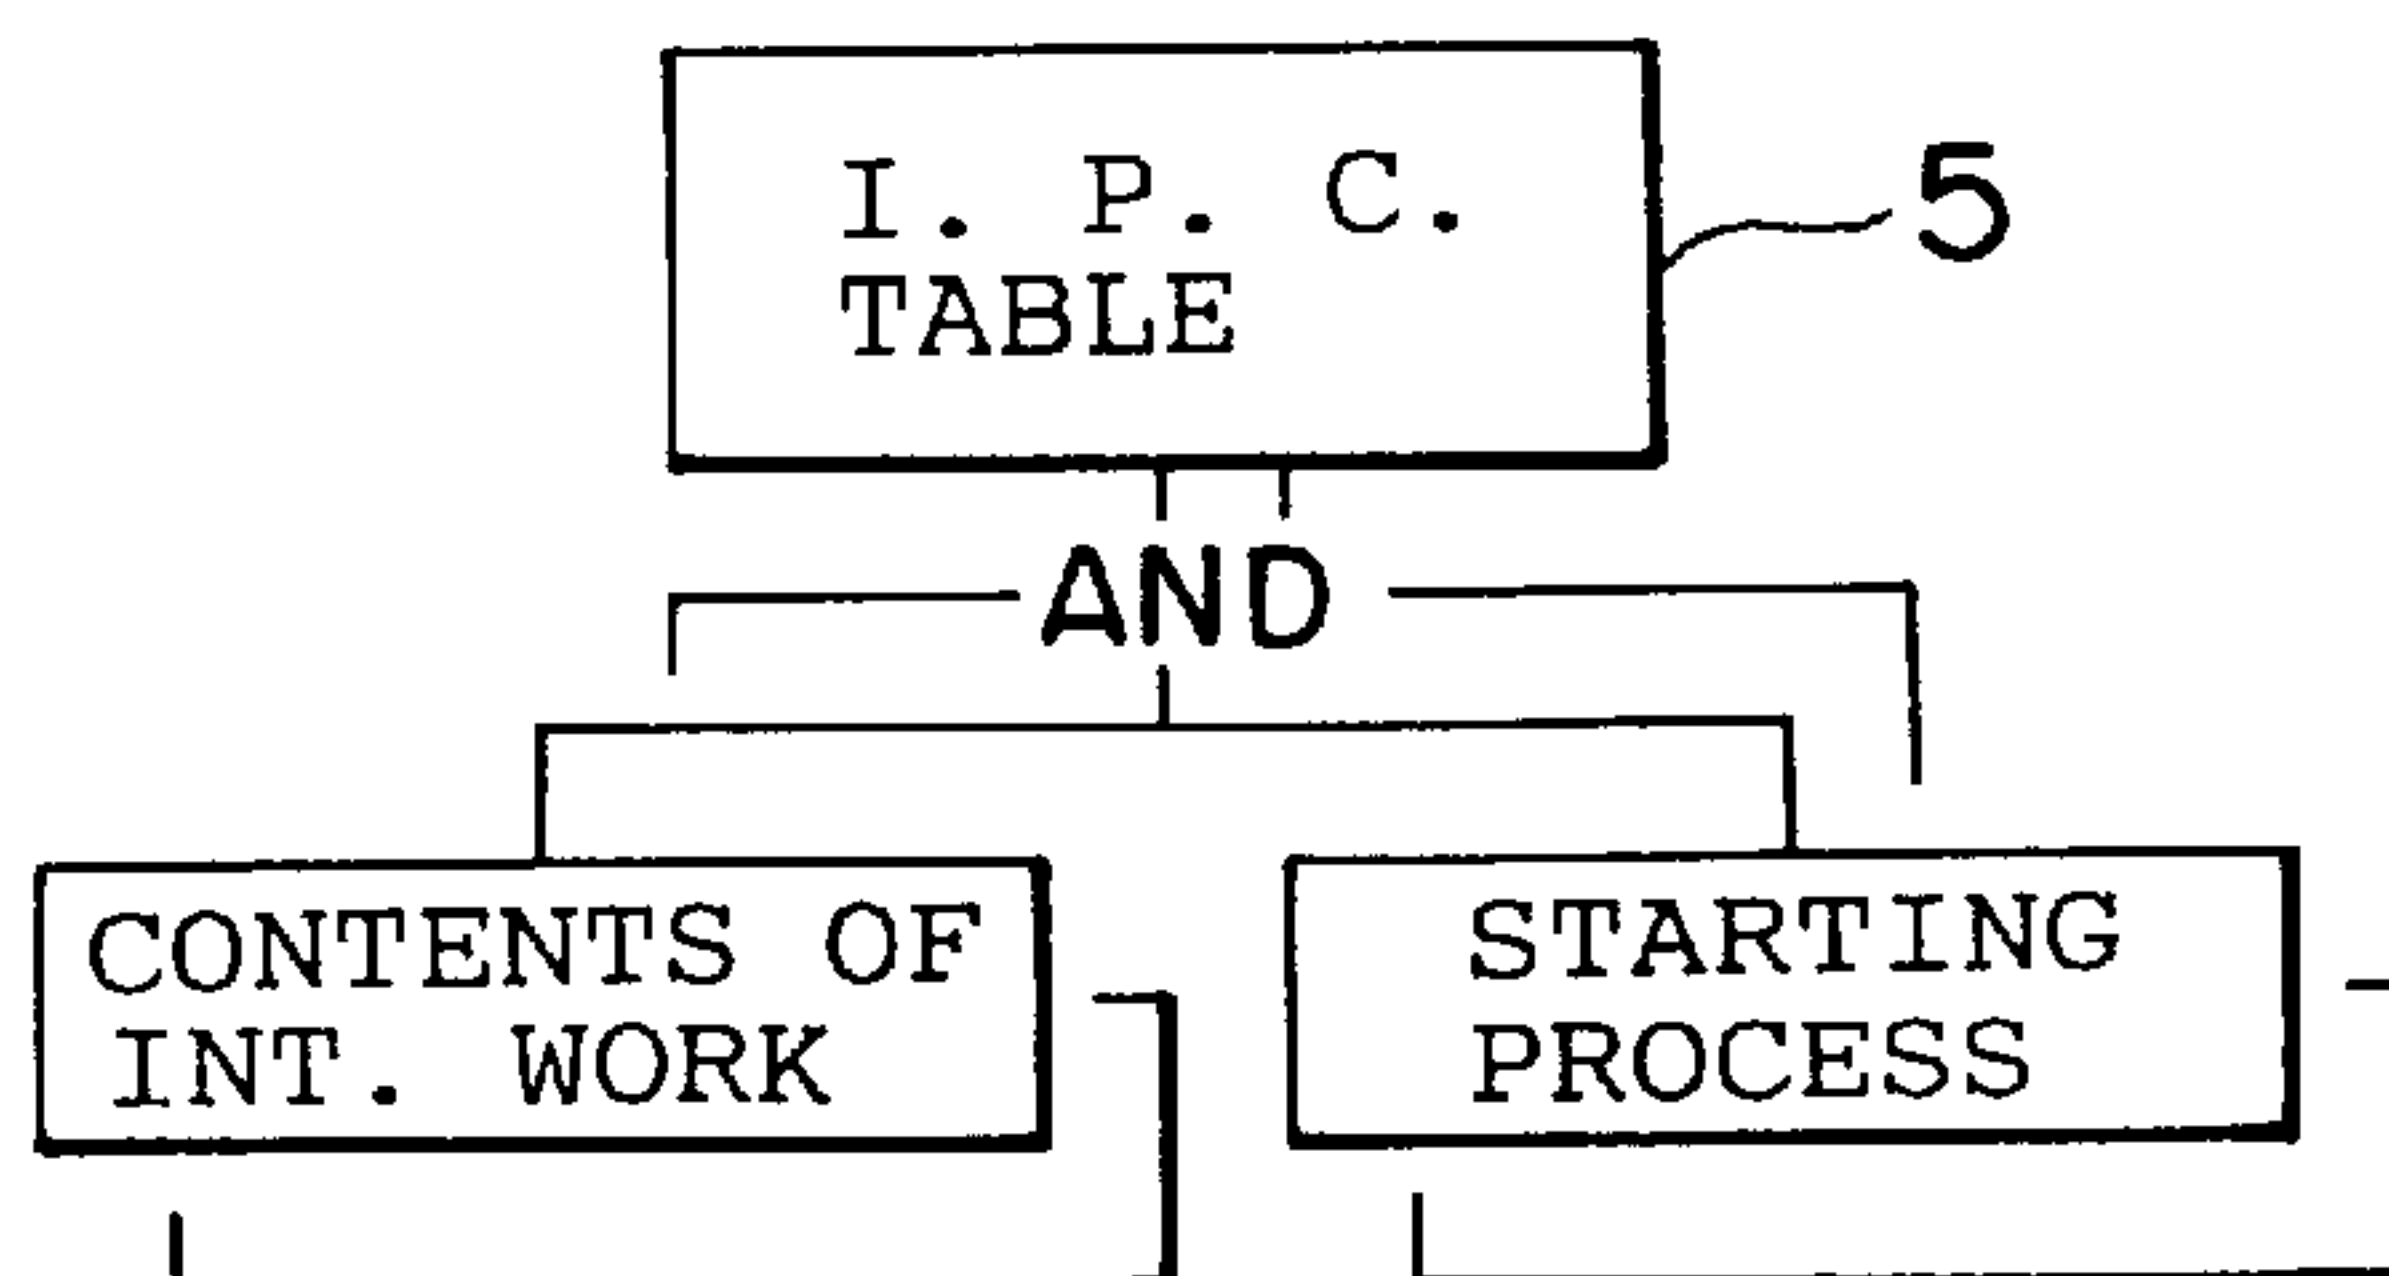 I. P. C.
TABLE
5
AND
CONTENTS OF
INT. WORK
STARTING
PROCESS